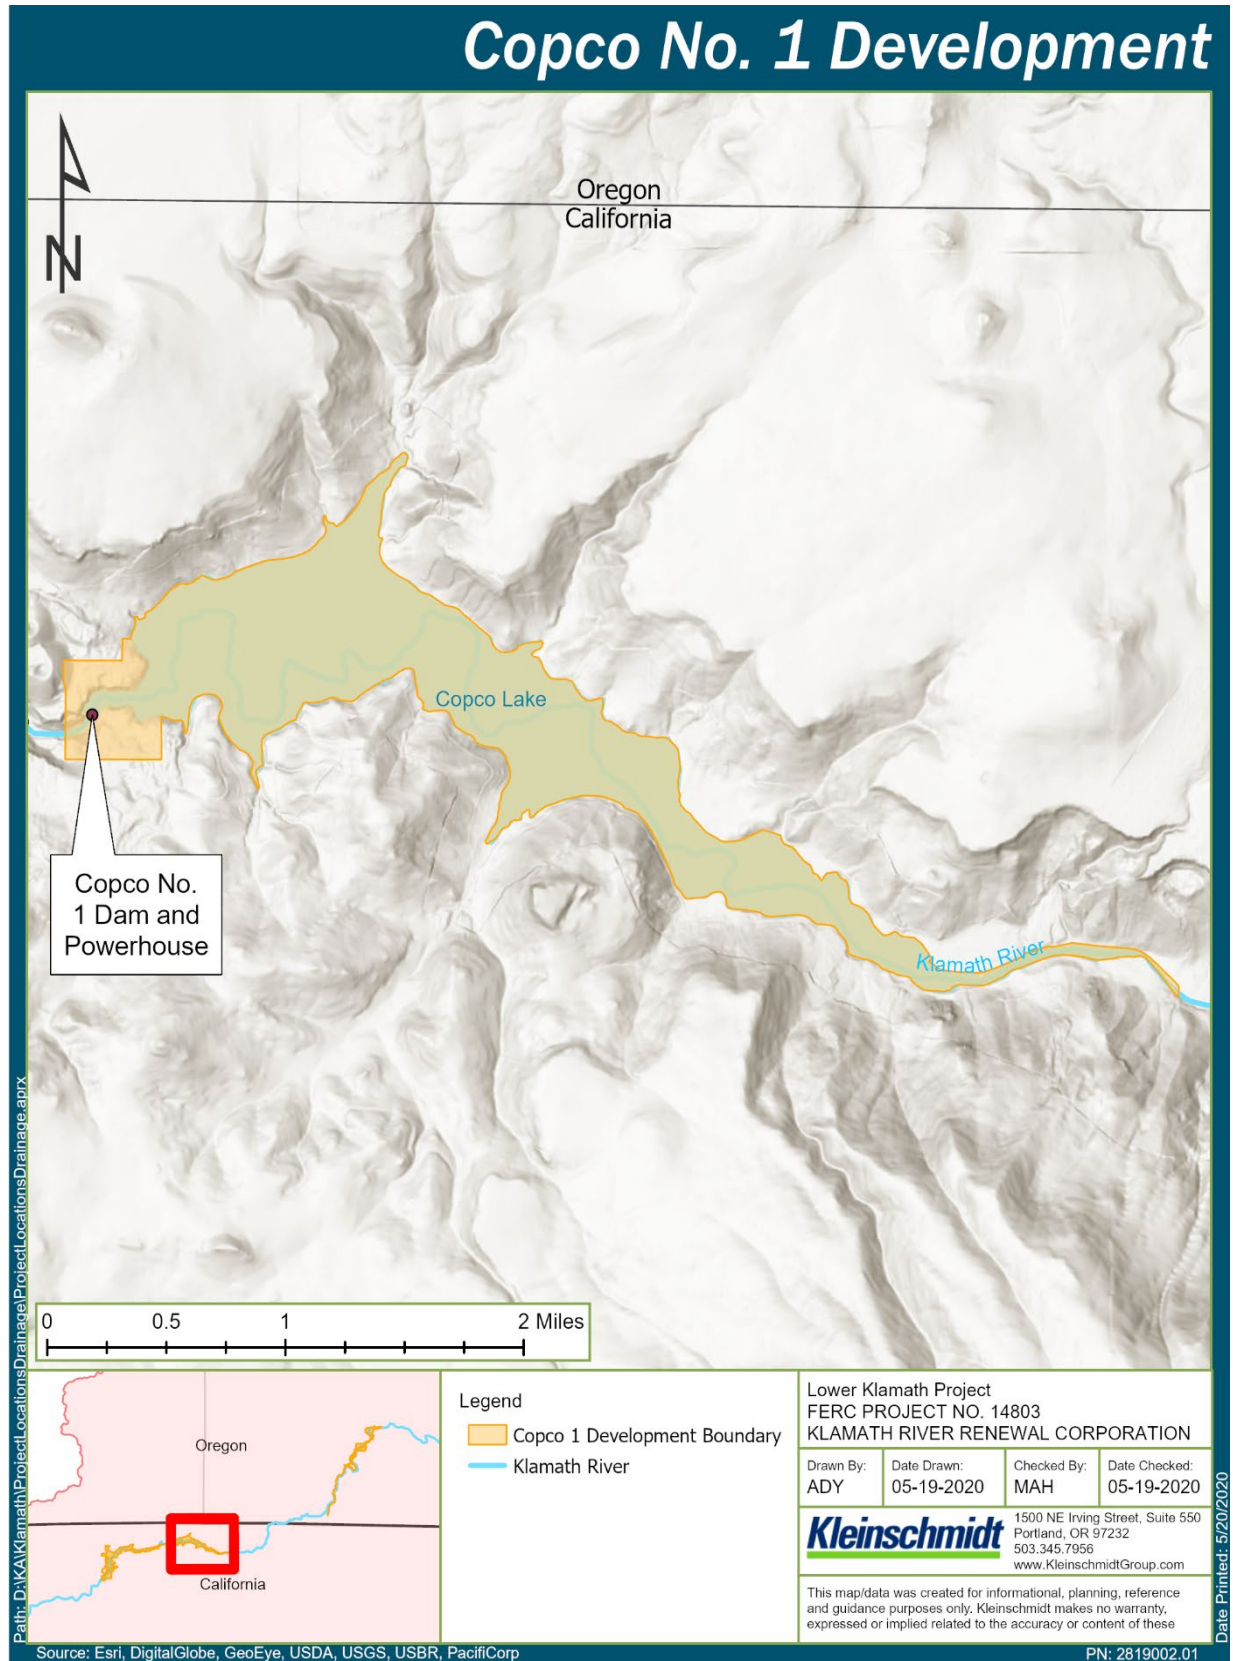 Copco No. 1 Development
Oregon
California
N
Copco Lake
Copco No.
1 Dam and
Powerhouse
Klamath River
0 0.5 1 2 Miles
Oregon
California
Legend
Copco 1 Development Boundary
Klamath River
Lower Klamath Project
FERC PROJECT NO. 14803
KLAMATH RIVER RENEWAL CORPORATION
Drawn By: Date Drawn: Checked By: Date Checked:
ADY 05-19-2020 MAH 05-19-2020
Kleinschmidt
1500 NE Irving Street, Suite 550
Portland, OR 97232
503.345.7956
www.KleinschmidtGroup.com
This map/data was created for informational, planning, reference
and guidance purposes only. Kleinschmidt makes no warranty,
expressed or implied related to the accuracy or content of these
Path: D:\KA\Klamath\ProjectLocationsDrainage\ProjectLocationsDrainage.aprx
Date Printed: 5/20/2020
Source: Esri, DigitalGlobe, GeoEye, USDA, USGS, USBR, PacifiCorp
PN: 2819002.01